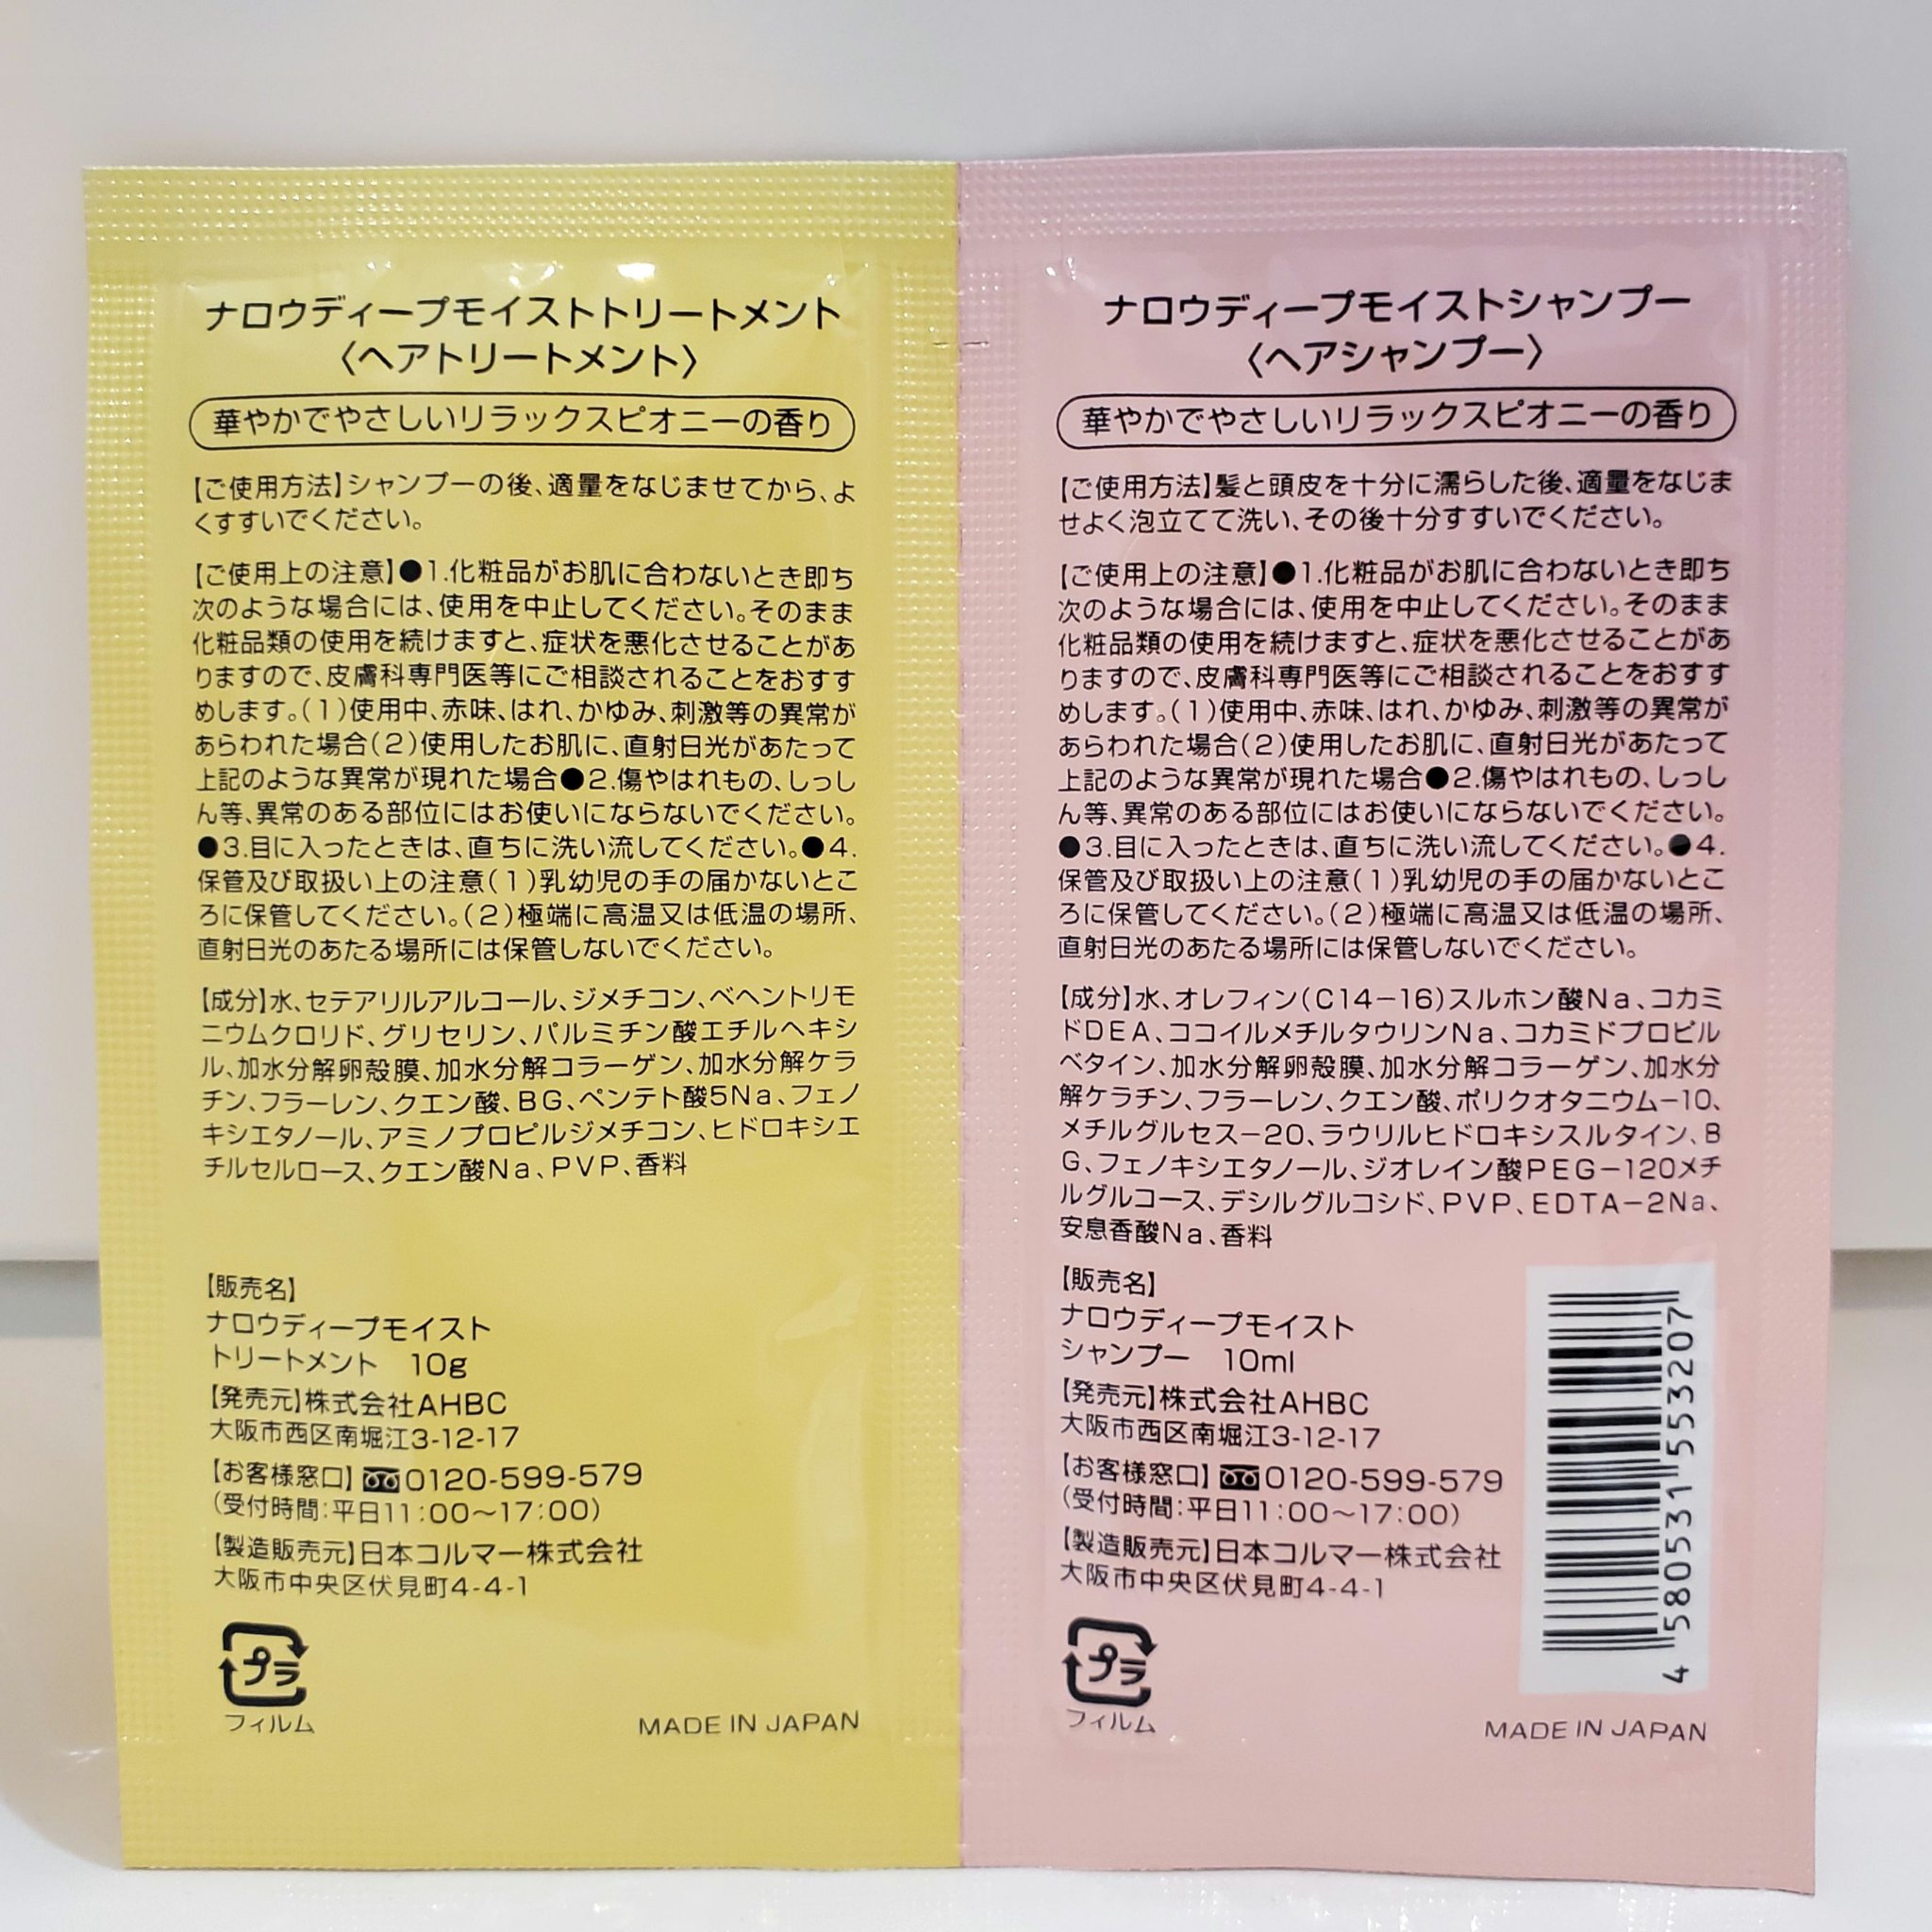 ナロウディープモイストトリートメント
〈ヘアトリートメント〉
華やかでやさしいリラックスピオニーの香り
【ご使用方法】シャンプーの後、適量をなじませてから、よ
くすすいでください。
【ご使用上の注意】●1.化粧品がお肌に合わないとき即ち
次のような場合には、使用を中止してください。そのまま
化粧品類の使用を続けますと、症状を悪化させることがあ
りますので、皮膚科専門医等にご相談されることをおすす
めします。(1)使用中、赤味、はれ、かゆみ、刺激等の異常が
あらわれた場合(2)使用したお肌に、直射日光があたって
上記のような異常が現れた場合●2.傷やはれもの、しっし
ん等、異常のある部位にはお使いにならないでください。
●3.目に入ったときは、直ちに洗い流してください。●4.
保管及び取扱い上の注意(1)乳幼児の手の届かないとこ
ろに保管してください。(2)極端に高温又は低温の場所、
直射日光のあたる場所には保管しないでください。
【成分】水、セテアリルアルコール、ジメチコン、ベヘントリモ
ニウムクロリド、グリセリン、パルミチン酸エチルヘキシ
ル、加水分解卵殻膜、加水分解コラーゲン、加水分解ケラ
チン、フラーレン、クエン酸、BG、ペンテト酸5Na、フェノ
キシエタノール、アミノプロピルジメチコン、ヒドロキシエ
チルセルロース、クエン酸Na、PVP、香料
【販売名】
ナロウディープモイスト
トリートメント 10g
【発売元】株式会社AHBC
大阪市西区南堀江3-12-17
【お客様窓口】0120-599-579
(受付時間:平日11:00～17:00)
【製造販売元】日本コルマー株式会社
大阪市中央区伏見町4-4-1
プラ
フィルム
MADE IN JAPAN
ナロウディープモイストシャンプー
〈ヘアシャンプー〉
華やかでやさしいリラックスピオニーの香り
【ご使用方法】髪と頭皮を十分に濡らした後、適量をなじま
せよく泡立てて洗い、その後十分すすいでください。
【ご使用上の注意】●1.化粧品がお肌に合わないとき即ち
次のような場合には、使用を中止してください。そのまま
化粧品類の使用を続けますと、症状を悪化させることがあ
りますので、皮膚科専門医等にご相談されることをおすす
めします。(1)使用中、赤味、はれ、かゆみ、刺激等の異常が
あらわれた場合(2)使用したお肌に、直射日光があたって
上記のような異常が現れた場合●2.傷やはれもの、しっし
ん等、異常のある部位にはお使いにならないでください。
●3.目に入ったときは、直ちに洗い流してください。●4.
保管及び取扱い上の注意(1)乳幼児の手の届かないとこ
ろに保管してください。(2)極端に高温又は低温の場所、
直射日光のあたる場所には保管しないでください。
【成分】水、オレフィン(C14-16)スルホン酸Na、コカミ
ドDEA、ココイルメチルタウリンNa、コカミドプロピル
ベタイン、加水分解卵殻膜、加水分解コラーゲン、加水分
解ケラチン、フラーレン、クエン酸、ポリクオタニウム-10、
メチルグルセス-20、ラウリルヒドロキシスルタイン、B
G、フェノキシエタノール、ジオレイン酸PEG-120メチ
ルグルコース、デシルグルコシド、PVP、EDTA-2Na、
安息香酸Na、香料
【販売名】
ナロウディープモイスト
シャンプー 10ml
【発売元】株式会社AHBC
大阪市西区南堀江3-12-17
【お客様窓口】0120-599-579
(受付時間:平日11:00～17:00)
【製造販売元】日本コルマー株式会社
大阪市中央区伏見町4-4-1
プラ
フィルム
MADE IN JAPAN
4 580531 553207